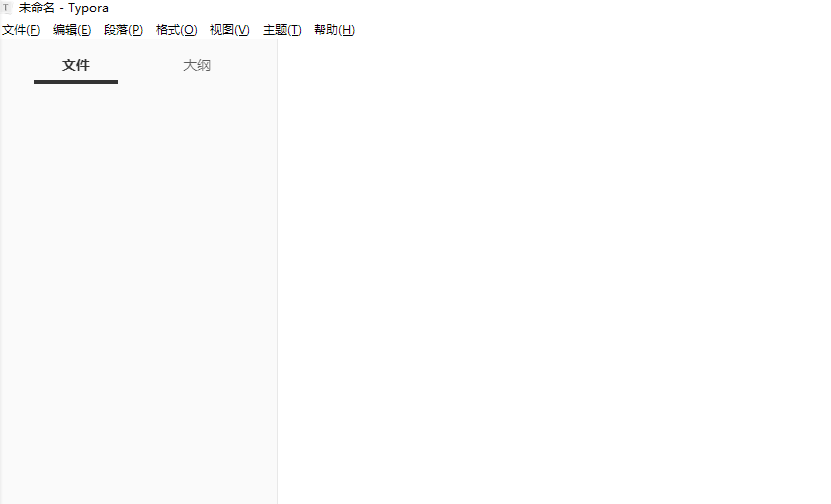 T 未命名 - Typora
文件(F) 编辑(E) 段落(P) 格式(O) 视图(V) 主题(T) 帮助(H)
文件 大纲